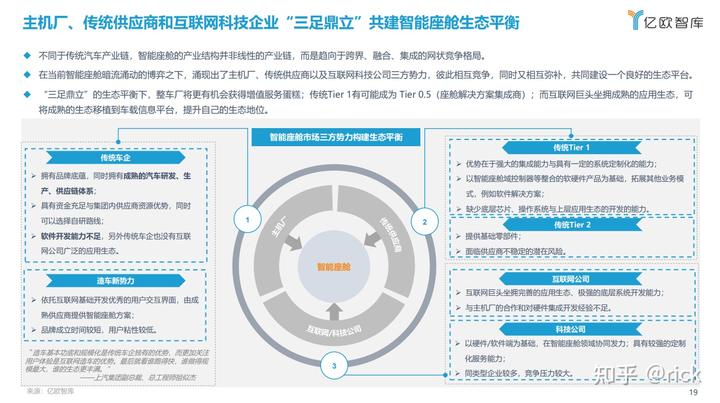 主机厂、传统供应商和互联网科技企业“三足鼎立”共建智能座舱生态平衡
亿欧智库
不同于传统汽车产业链，智能座舱的产业结构并非线性的产业链，而是趋向于跨界、融合、集成的网状竞争格局。
在当前智能座舱暗流涌动的博弈之下，涌现出了主机厂、传统供应商以及互联网科技公司三方势力，彼此相互竞争，同时又相互弥补，共同建设一个良好的生态平台。
“三足鼎立”的生态平衡下，整车厂将更有机会获得增值服务蛋糕；传统Tier 1有可能成为 Tier 0.5（座舱解决方案集成商）；而互联网巨头坐拥成熟的应用生态，可
将成熟的生态移植到车载信息平台，提升自己的生态地位。
智能座舱市场三方势力构建生态平衡
传统车企
拥有品牌底蕴，同时拥有成熟的汽车研发、生
产、供应链体系；
具有资金充足与集团内供应商资源优势，同时
可以选择自研路线；
软件开发能力不足，另外传统车企也没有互联
网公司广泛的应用生态。
造车新势力
依托互联网基础开发优秀的用户交互界面，由成
熟供应商提供智能座舱方案；
品牌成立时间较短，用户粘性较低。
“造车基本功底和规模化是传统车企独有的优势，而更加关注
用户体验是互联网造车的优势。最后就看谁跑得快，谁做得规
模最大，谁的生态更丰满。”
——上汽集团副总裁、总工程师祖似杰
1
主机厂
传统供应商
2
智能座舱
互联网/科技公司
3
传统Tier 1
优势在于强大的集成能力与具有一定的系统定制化的能力；
以智能座舱域控制器等整合的软硬件产品为基础，拓展其他业务模
式，例如软件解决方案；
缺少底层芯片、操作系统与上层应用生态的开发的能力。
传统Tier 2
提供基础零部件；
面临供应商不稳定的潜在风险。
互联网公司
互联网巨头坐拥完善的应用生态、极强的底层系统开发能力；
与主机厂的合作和对硬件集成开发经验不足。
科技公司
以硬件/软件端为基础，在智能座舱领域协同发力；具有较强的定制
化服务能力；
同类型企业较多，竞争压力较大。
来源：亿欧智库
知乎 @rick
19